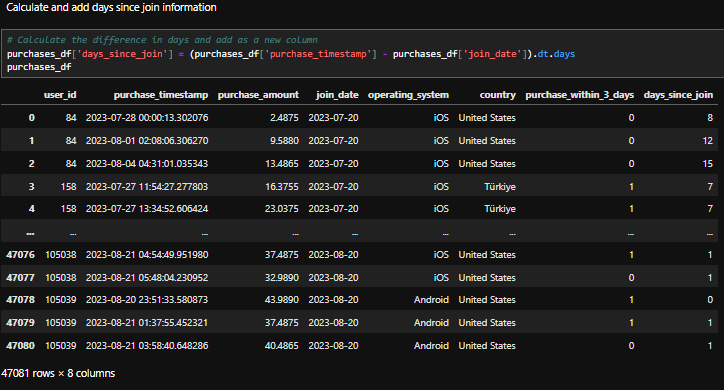 Calculate and add days since join information
# Calculate the difference in days and add as a new column
purchases_df['days_since_join'] = (purchases_df['purchase_timestamp'] - purchases_df['join_date']).dt.days
purchases_df
user_id purchase_timestamp purchase_amount join_date operating_system country purchase_within_3_days days_since_join
0 84 2023-07-28 00:00:13.302076 2.4875 2023-07-20 iOS United States 0 8
1 84 2023-08-01 02:08:06.306270 9.5880 2023-07-20 iOS United States 0 12
2 84 2023-08-04 04:31:01.035343 13.4865 2023-07-20 iOS United States 0 15
3 158 2023-07-27 11:54:27.277803 16.3755 2023-07-20 iOS Türkiye 1 7
4 158 2023-07-27 13:34:52.606424 23.0375 2023-07-20 iOS Türkiye 1 7
... ... ... ... ... ... ... ... ...
47076 105038 2023-08-21 04:54:49.951980 37.4875 2023-08-20 iOS United States 1 1
47077 105038 2023-08-21 05:48:04.230952 32.9890 2023-08-20 iOS United States 0 1
47078 105039 2023-08-20 23:51:33.580873 43.9890 2023-08-20 Android United States 1 0
47079 105039 2023-08-21 01:37:55.452321 37.4875 2023-08-20 Android United States 1 1
47080 105039 2023-08-21 03:58:40.648286 40.4865 2023-08-20 Android United States 0 1
47081 rows × 8 columns